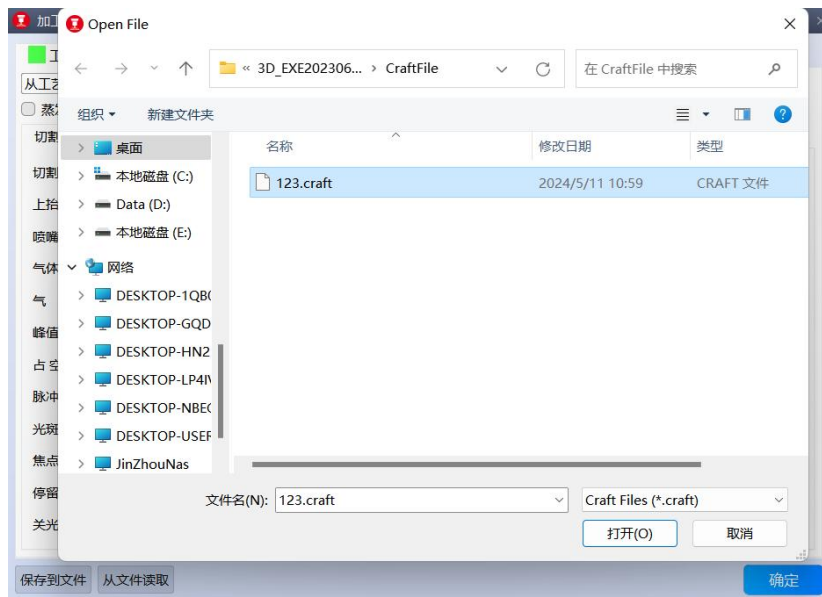 加工
Open File
« 3D_EXE202306... › CraftFile
在 CraftFile 中搜索
从工艺
组织
新建文件夹
切割
桌面
名称
修改日期
类型
切割
本地磁盘 (C:)
123.craft
2024/5/11 10:59
CRAFT 文件
上抬
Data (D:)
喷嘴
本地磁盘 (E:)
气体
网络
气
DESKTOP-1QB
峰值
DESKTOP-GQD
DESKTOP-HN2
占空
DESKTOP-LP4
脉冲
DESKTOP-NBE
光斑
DESKTOP-USER
焦点
JinZhouNas
停留
文件名(N):
123.craft
Craft Files (*.craft)
关光
打开(O)
取消
保存到文件
从文件读取
确定